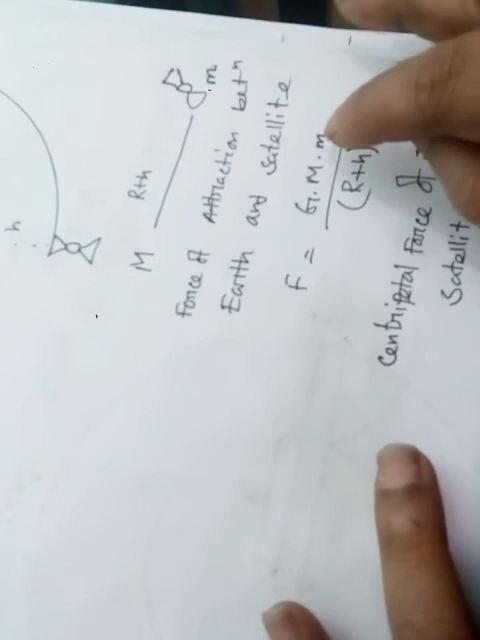 h
R+h
M m
Force of Attraction betⁿ
Earth and Satellite
F = G.M.m
(R+h)
Centripetal Force of
Satellit